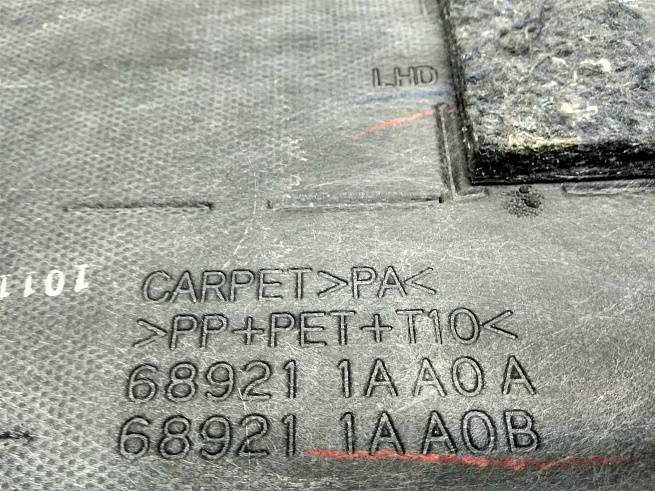 LHD
CARPET>PA<
>PP+PET+T10<
68921 1AA0A
68921 1AA0B